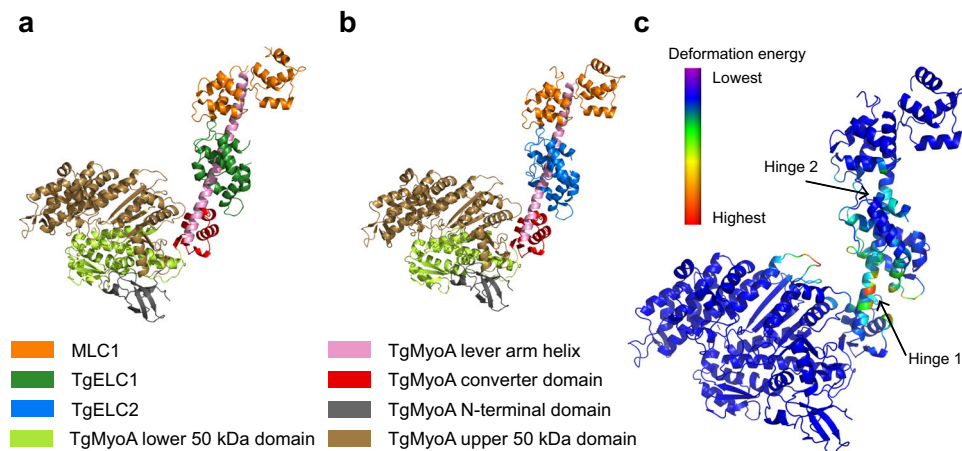 a
b
c
Deformation energy
Lowest
Highest
Hinge 2
Hinge 1
MLC1
TgELC1
TgELC2
TgMyoA lower 50 kDa domain
TgMyoA lever arm helix
TgMyoA converter domain
TgMyoA N-terminal domain
TgMyoA upper 50 kDa domain